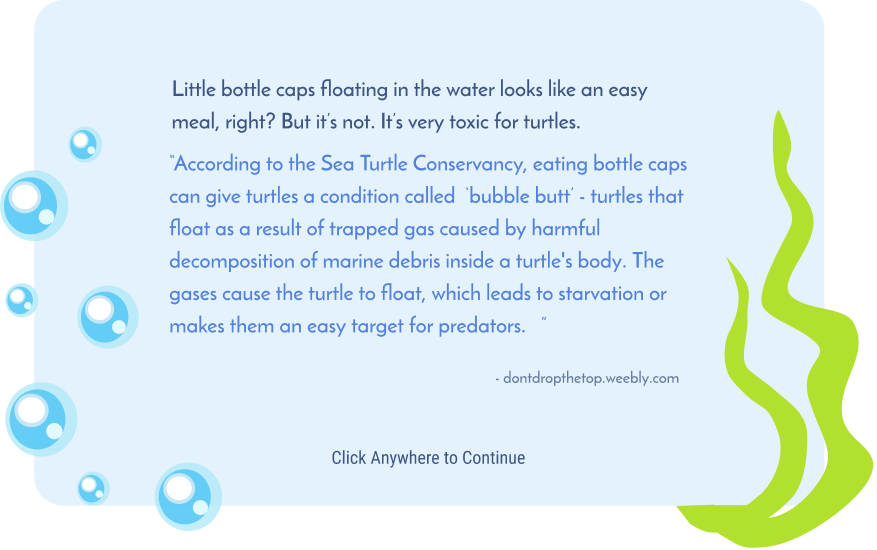 Little bottle caps floating in the water looks like an easy
meal, right? But it's not. It's very toxic for turtles.
"According to the Sea Turtle Conservancy, eating bottle caps
can give turtles a condition called 'bubble butt' - turtles that
float as a result of trapped gas caused by harmful
decomposition of marine debris inside a turtle's body. The
gases cause the turtle to float, which leads to starvation or
makes them an easy target for predators. "
- dontdropthetop.weebly.com
Click Anywhere to Continue